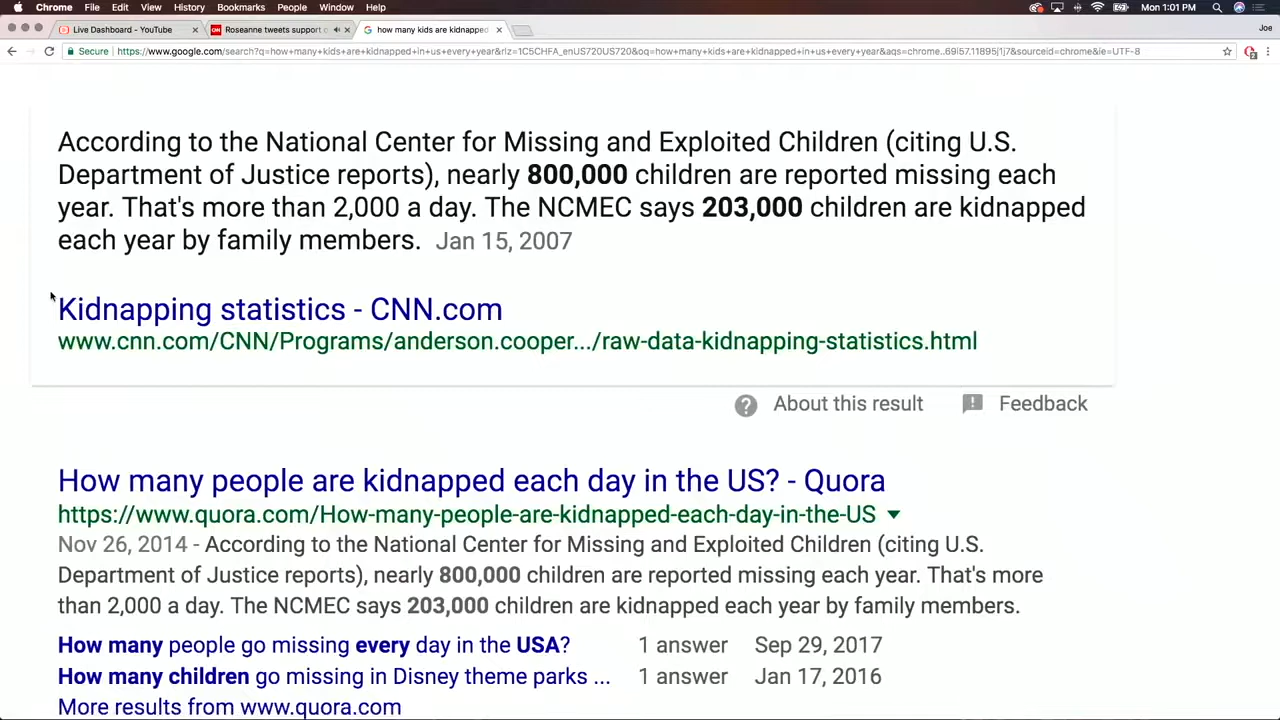 Chrome File Edit View History Bookmarks People Window Help Mon 1:01 PM
Live Dashboard - YouTube Roseanne tweets support o how many kids are kidnapped Joe
Secure https://www.google.com/search?q=how+many+kids+are+kidnapped+in+us+every+year&rlz=1C5CHFA_enUS720US720&oq=how+many+kids+are+kidnapped+in+us+every+year&aqs=chrome..69i57.11895j1j7&sourceid=chrome&ie=UTF-8
According to the National Center for Missing and Exploited Children (citing U.S.
Department of Justice reports), nearly 800,000 children are reported missing each
year. That's more than 2,000 a day. The NCMEC says 203,000 children are kidnapped
each year by family members. Jan 15, 2007
Kidnapping statistics - CNN.com
www.cnn.com/CNN/Programs/anderson.cooper.../raw-data-kidnapping-statistics.html
About this result Feedback
How many people are kidnapped each day in the US? - Quora
https://www.quora.com/How-many-people-are-kidnapped-each-day-in-the-US
Nov 26, 2014 - According to the National Center for Missing and Exploited Children (citing U.S.
Department of Justice reports), nearly 800,000 children are reported missing each year. That's more
than 2,000 a day. The NCMEC says 203,000 children are kidnapped each year by family members.
How many people go missing every day in the USA? 1 answer Sep 29, 2017
How many children go missing in Disney theme parks ... 1 answer Jan 17, 2016
More results from www.quora.com